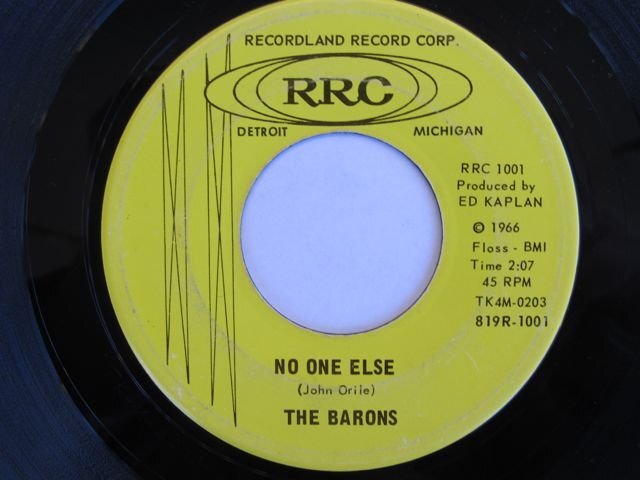 RECORDLAND RECORD CORP.
RRC
DETROIT MICHIGAN
RRC 1001
Produced by
ED KAPLAN
© 1966
Floss - BMI
Time 2:07
45 RPM
TK4M-0203
819R-1001
NO ONE ELSE
(John Orile)
THE BARONS